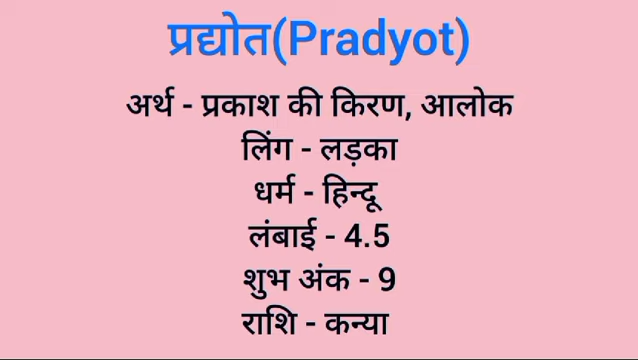 प्रद्योत(Pradyot)
अर्थ - प्रकाश की किरण, आलोक
लिंग - लड़का
धर्म - हिन्दू
लंबाई - 4.5
शुभ अंक - 9
राशि - कन्या